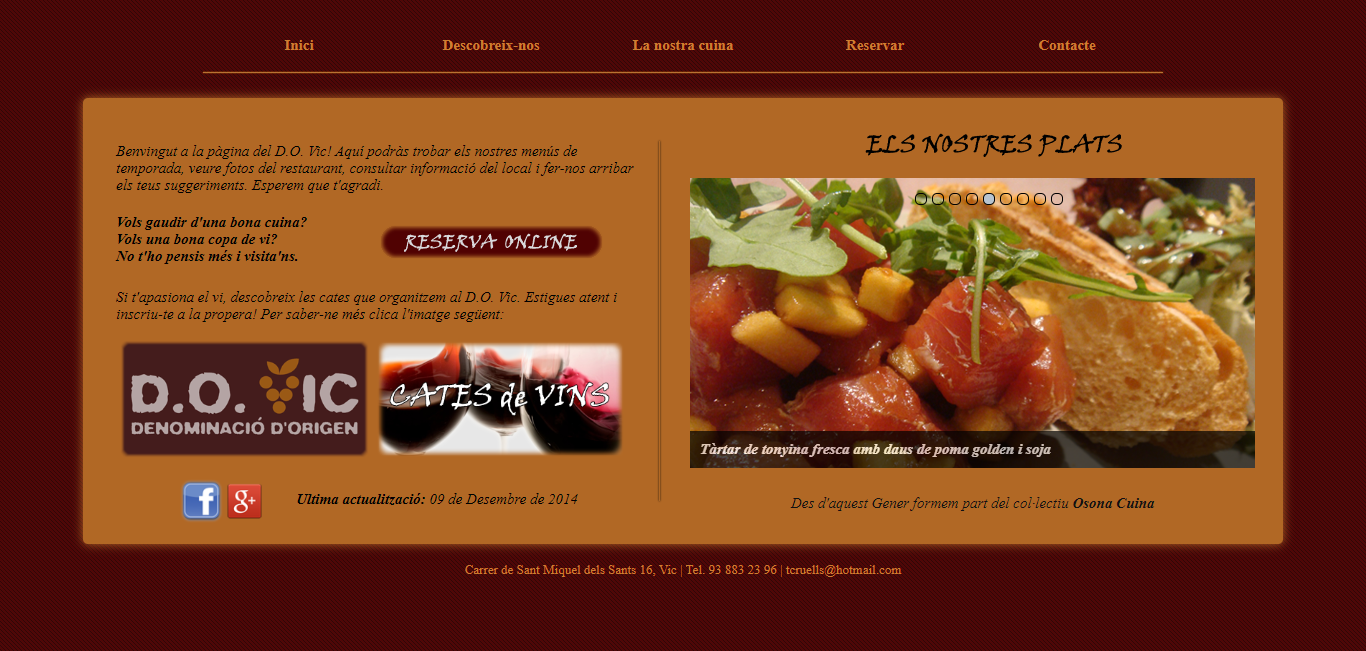 Inici
Descobreix-nos
La nostra cuina
Reservar
Contacte
Benvingut a la pàgina del D.O. Vic! Aquí podràs trobar els nostres menús de
temporada, veure fotos del restaurant, consultar informació del local i fer-nos arribar
els teus suggeriments. Esperem que t'agradi.
Vols gaudir d'una bona cuina?
Vols una bona copa de vi?
No t'ho pensis més i visita'ns.
RESERVA ONLINE
Si t'apasiona el vi, descobreix les cates que organitzem al D.O. Vic. Estigues atent i
inscriu-te a la propera! Per saber-ne més clica l'imatge següent:
D.O. VIC
DENOMINACIÓ D'ORIGEN
CATES de VINS
f
g+
Ultima actualització: 09 de Desembre de 2014
ELS NOSTRES PLATS
Tàrtar de tonyina fresca amb daus de poma golden i soja
Des d'aquest Gener formem part del col·lectiu Osona Cuina
Carrer de Sant Miquel dels Sants 16, Vic | Tel. 93 883 23 96 | tcruells@hotmail.com